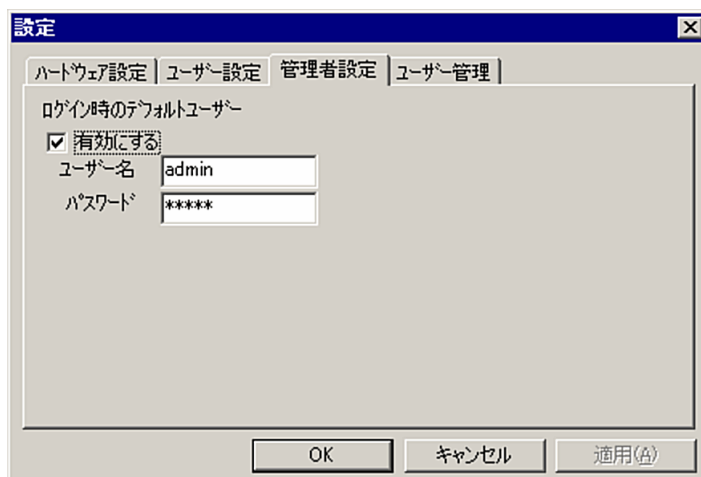 設定
ﾊｰﾄﾞｳｪｱ設定 ﾕｰｻﾞｰ設定 管理者設定 ﾕｰｻﾞｰ管理
ﾛｸﾞｲﾝ時のﾃﾞﾌｫﾙﾄﾕｰｻﾞｰ
有効にする
ﾕｰｻﾞｰ名 admin
ﾊﾟｽﾜｰﾄﾞ *****
OK キャンセル 適用(A)